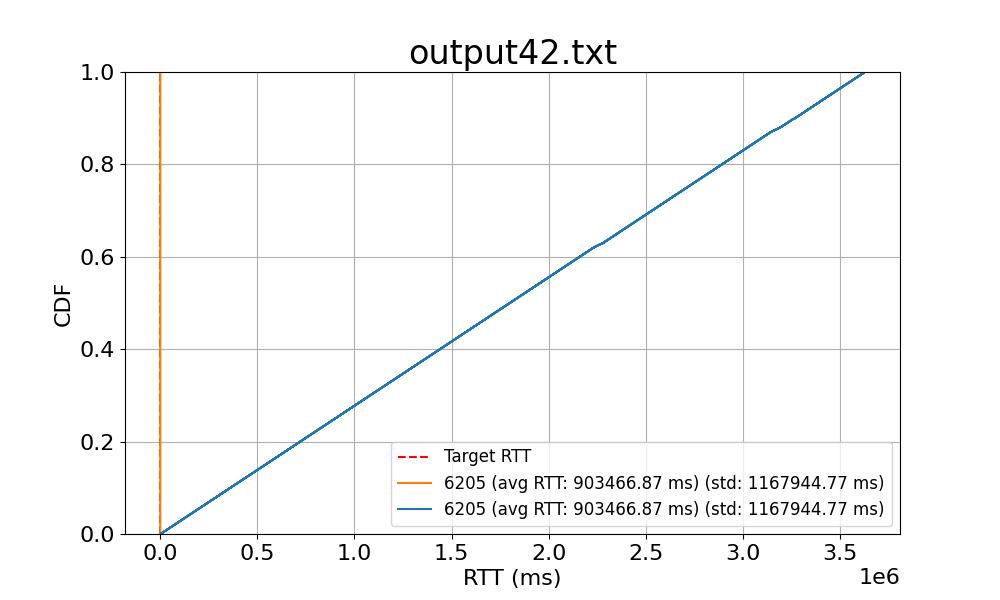 output42.txt
1.0
0.8
0.6
0.4
0.2
0.0
CDF
Target RTT
6205 (avg RTT: 903466.87 ms) (std: 1167944.77 ms)
6205 (avg RTT: 903466.87 ms) (std: 1167944.77 ms)
0.0 0.5 1.0 1.5 2.0 2.5 3.0 3.5
RTT (ms)
1e6